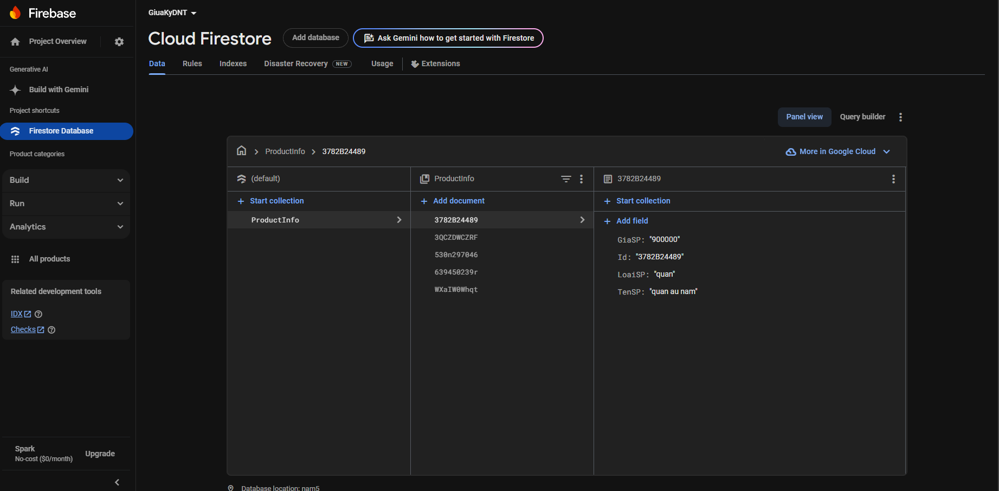 Firebase
Project Overview
Generative AI
Build with Gemini
Project shortcuts
Firestore Database
Product categories
Build
Run
Analytics
All products
Related development tools
IDX
Checks
Spark
No-cost ($0/month)
Upgrade
GiuaKyDNT
Cloud Firestore
Add database
Ask Gemini how to get started with Firestore
Data Rules Indexes Disaster Recovery NEW Usage Extensions
Panel view Query builder
ProductInfo 3782B24489
More in Google Cloud
(default)
Start collection
ProductInfo
ProductInfo
Add document
3782B24489
3QCZDWCZRF
530n297046
639450239r
WXaIW0Whqt
3782B24489
Start collection
Add field
GiaSP: "900000"
Id: "3782B24489"
LoaiSP: "quan"
TenSP: "quan au nam"
Database location: nam5